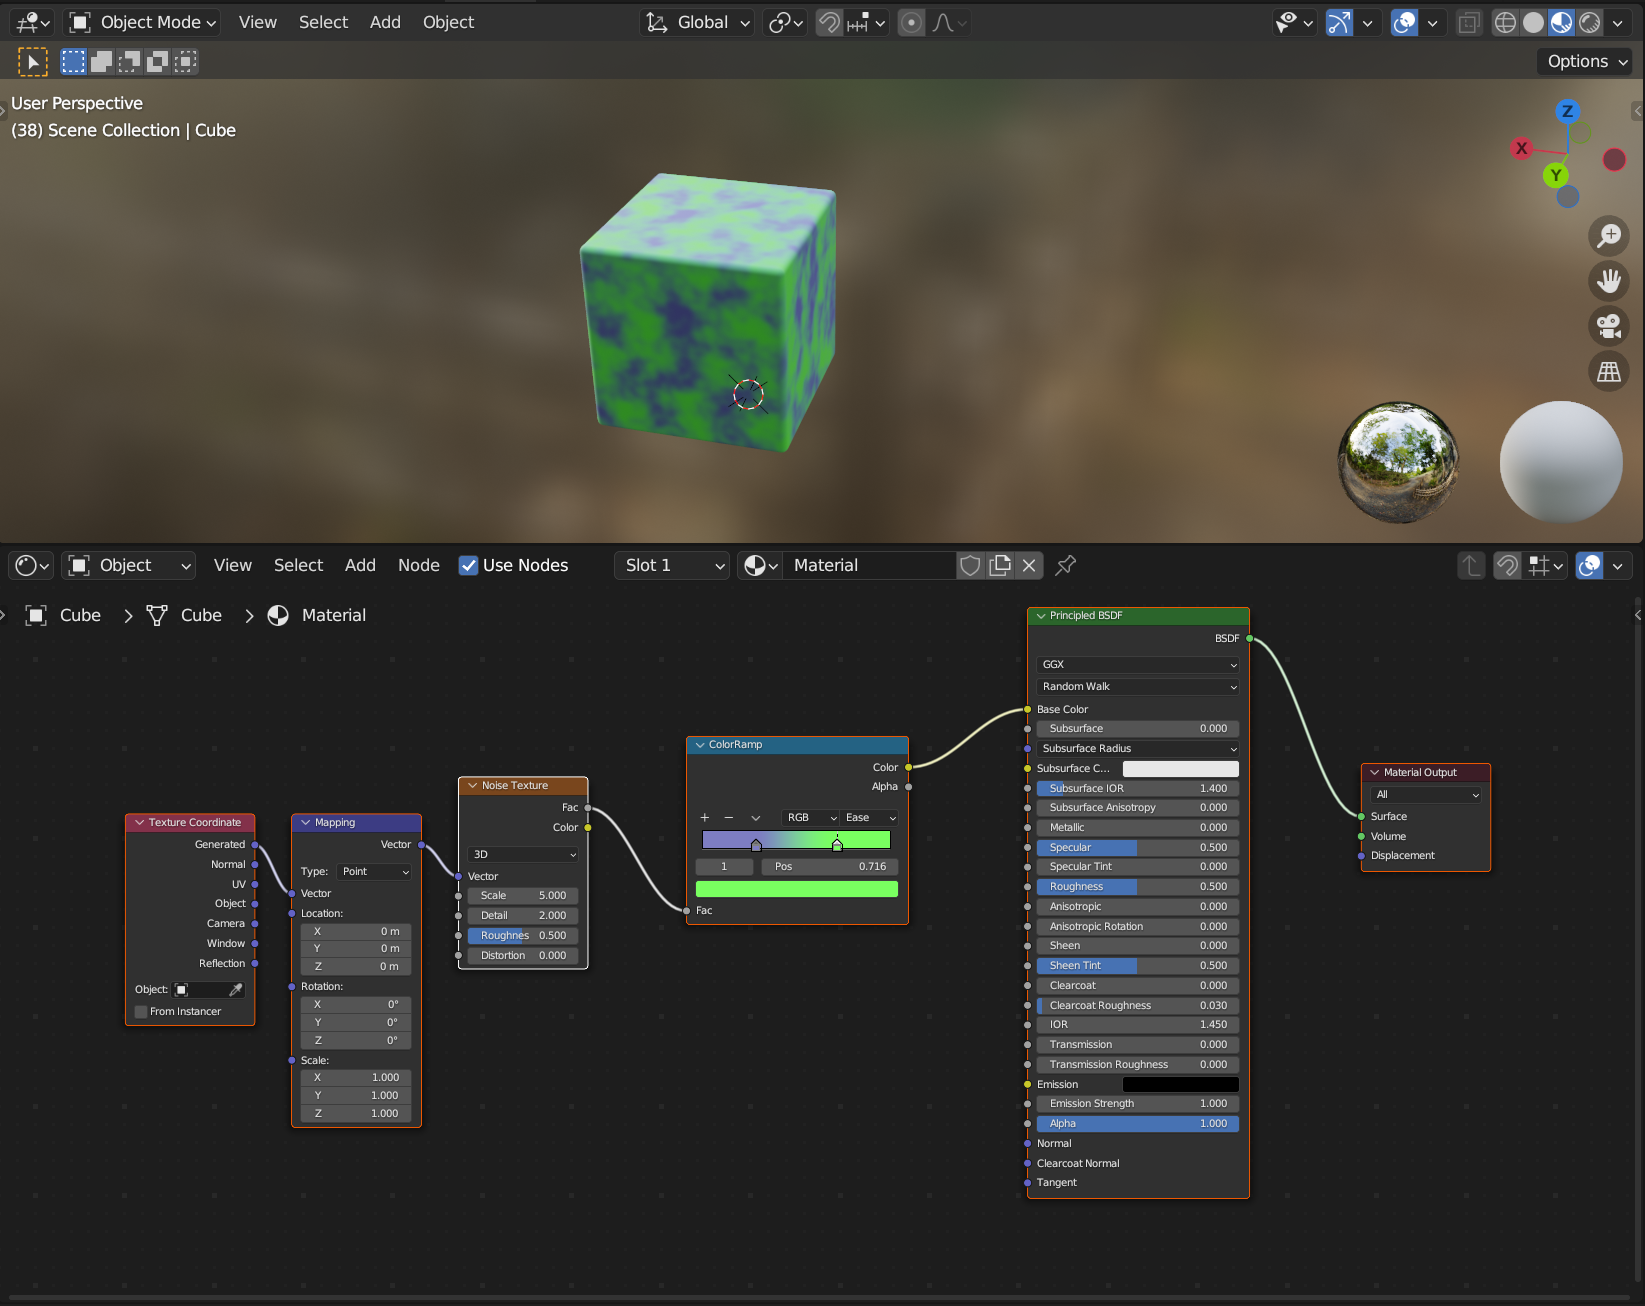 Object Mode View Select Add Object Global
Options
User Perspective
(38) Scene Collection | Cube
Z
X
Y
Object View Select Add Node Use Nodes Slot 1 Material
Cube > Cube > Material
Texture Coordinate
Generated
Normal
UV
Object
Camera
Window
Reflection
Object:
From Instancer
Mapping
Vector
Type: Point
Vector
Location:
X 0 m
Y 0 m
Z 0 m
Rotation:
X 0°
Y 0°
Z 0°
Scale:
X 1.000
Y 1.000
Z 1.000
Noise Texture
Fac
Color
3D
Vector
Scale 5.000
Detail 2.000
Roughnes 0.500
Distortion 0.000
ColorRamp
Color
Alpha
+ − RGB Ease
1 Pos 0.716
Fac
Principled BSDF
BSDF
GGX
Random Walk
Base Color
Subsurface 0.000
Subsurface Radius
Subsurface C...
Subsurface IOR 1.400
Subsurface Anisotropy 0.000
Metallic 0.000
Specular 0.500
Specular Tint 0.000
Roughness 0.500
Anisotropic 0.000
Anisotropic Rotation 0.000
Sheen 0.000
Sheen Tint 0.500
Clearcoat 0.000
Clearcoat Roughness 0.030
IOR 1.450
Transmission 0.000
Transmission Roughness 0.000
Emission
Emission Strength 1.000
Alpha 1.000
Normal
Clearcoat Normal
Tangent
Material Output
All
Surface
Volume
Displacement